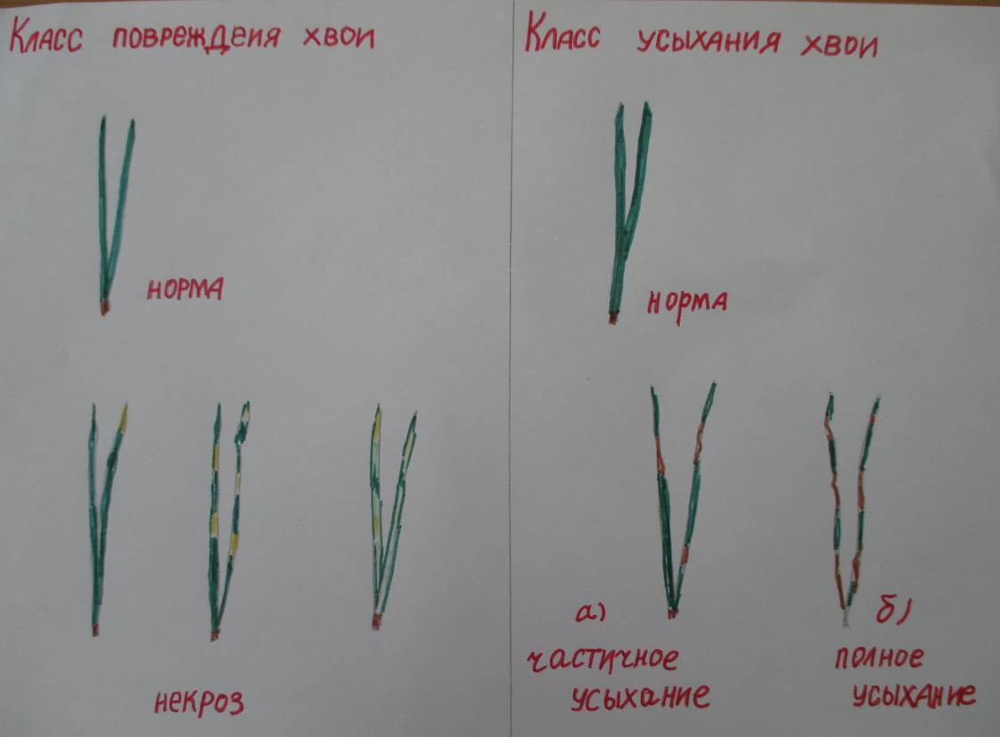 Класс повреждеия хвои
норма
некроз
Класс усыхания хвои
норма
а)
частичное
усыхание
б)
полное
усыхание